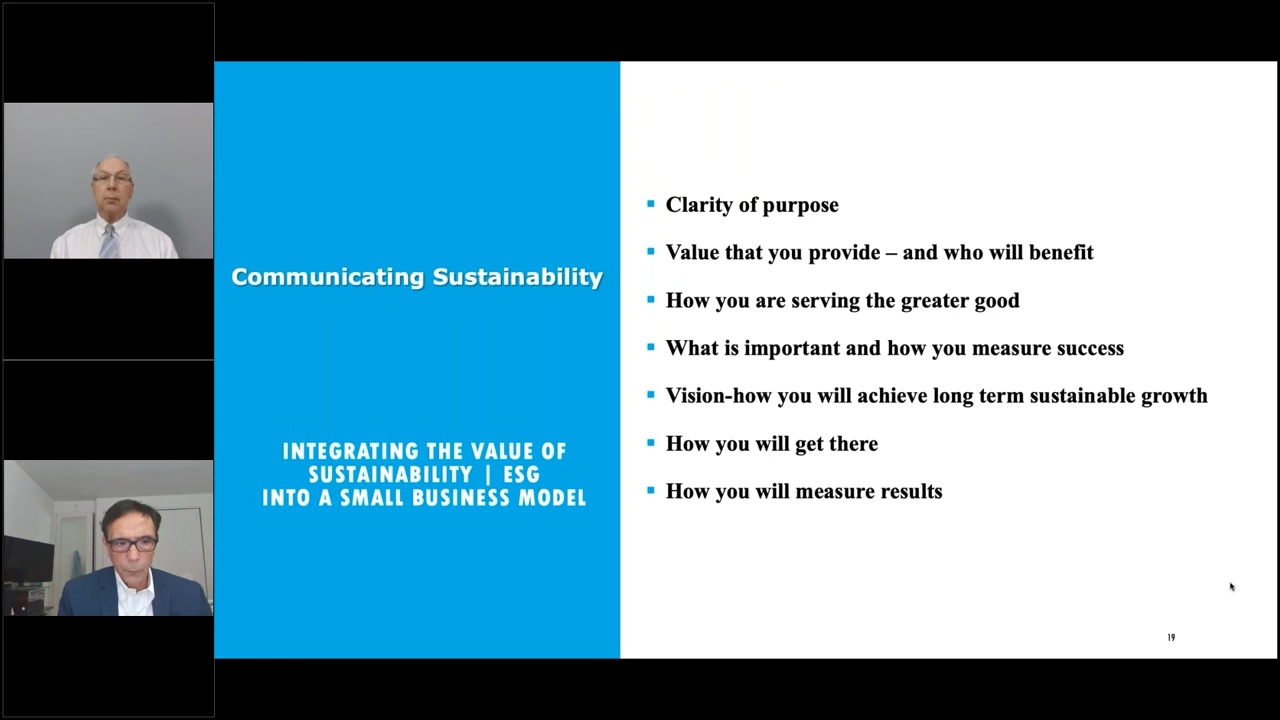 Communicating Sustainability
INTEGRATING THE VALUE OF
SUSTAINABILITY | ESG
INTO A SMALL BUSINESS MODEL
Clarity of purpose
Value that you provide – and who will benefit
How you are serving the greater good
What is important and how you measure success
Vision-how you will achieve long term sustainable growth
How you will get there
How you will measure results
19